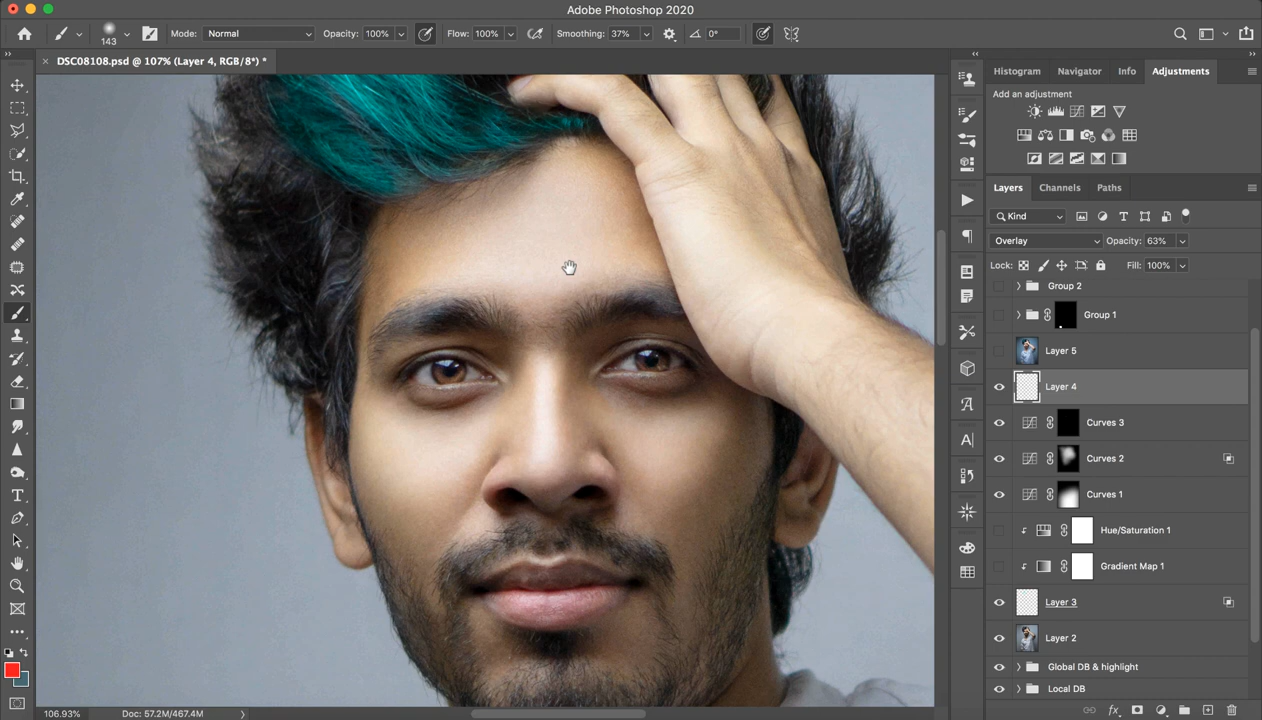 Adobe Photoshop 2020
143
Mode: Normal Opacity: 100% Flow: 100% Smoothing: 37% 0°
DSC08108.psd @ 107% (Layer 4, RGB/8*) *
Histogram Navigator Info Adjustments
Add an adjustment
Layers Channels Paths
Kind
Overlay Opacity: 63%
Lock: Fill: 100%
Group 2
Group 1
Layer 5
Layer 4
Curves 3
Curves 2
Curves 1
Hue/Saturation 1
Gradient Map 1
Layer 3
Layer 2
Global DB & highlight
Local DB
106.93% Doc: 57.2M/467.4M